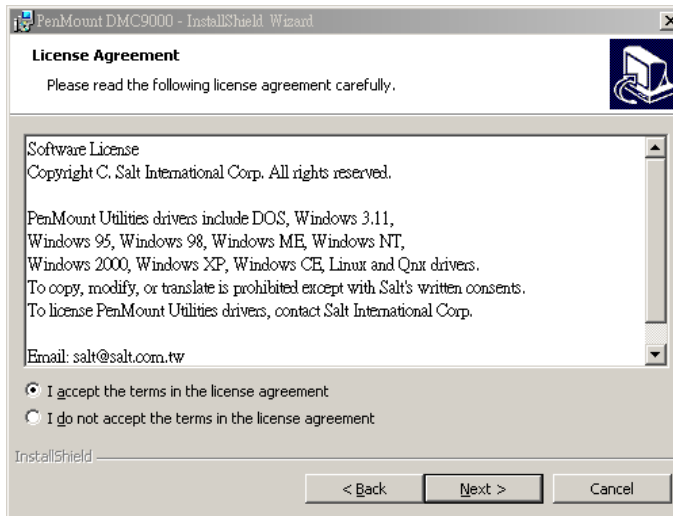 PenMount DMC9000 - InstallShield Wizard
License Agreement
Please read the following license agreement carefully.
Software License
Copyright C. Salt International Corp. All rights reserved.
PenMount Utilities drivers include DOS, Windows 3.11,
Windows 95, Windows 98, Windows ME, Windows NT,
Windows 2000, Windows XP, Windows CE, Linux and Qnx drivers.
To copy, modify, or translate is prohibited except with Salt's written consents.
To license PenMount Utilities drivers, contact Salt International Corp.
Email: salt@salt.com.tw
I accept the terms in the license agreement
I do not accept the terms in the license agreement
InstallShield
< Back
Next >
Cancel